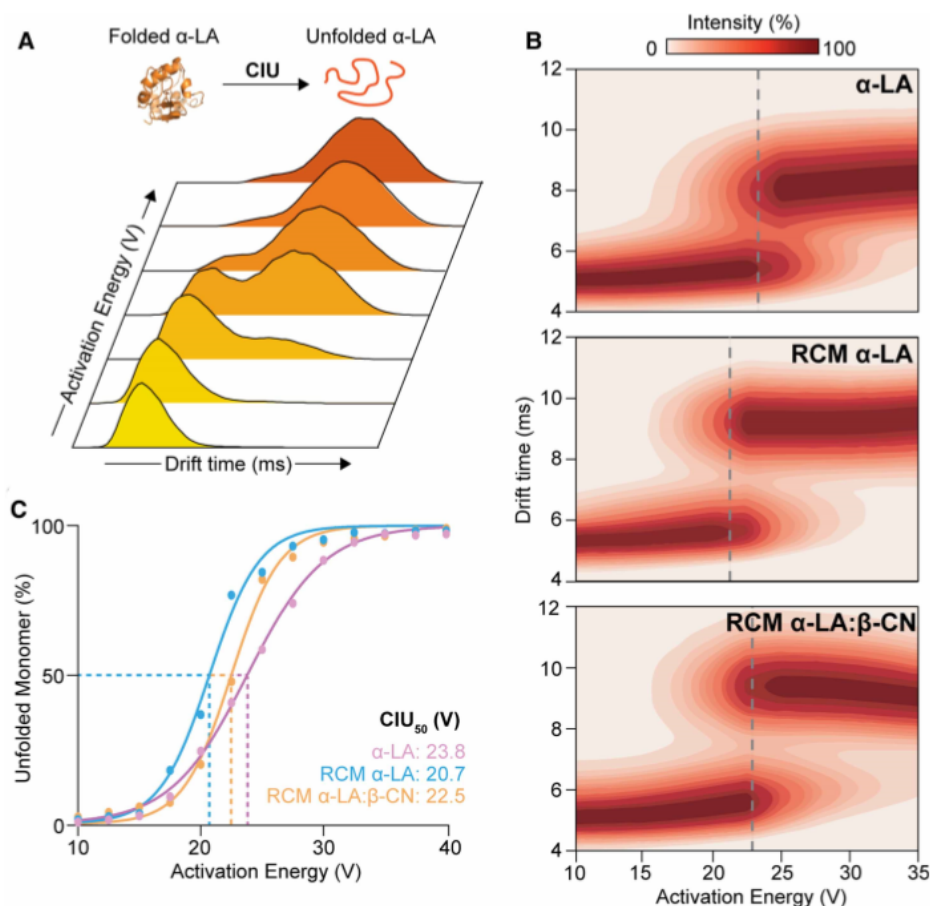 A
Folded α-LA
Unfolded α-LA
CIU
Activation Energy (V)
Drift time (ms)
B
Intensity (%)
0
100
α-LA
12
10
8
6
4
RCM α-LA
12
10
8
6
4
Drift time (ms)
RCM α-LA:β-CN
12
10
8
6
4
10
15
20
25
30
35
Activation Energy (V)
C
100
50
0
Unfolded Monomer (%)
CIU₅₀ (V)
α-LA: 23.8
RCM α-LA: 20.7
RCM α-LA:β-CN: 22.5
10
20
30
40
Activation Energy (V)